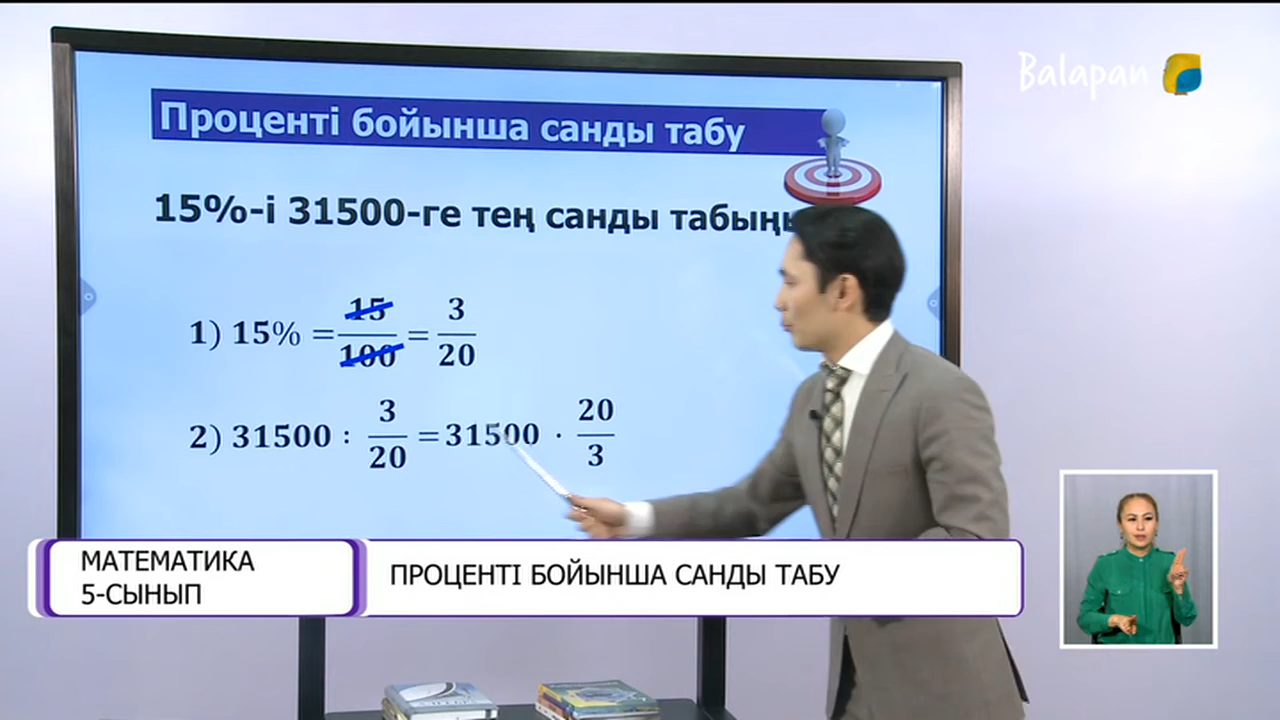 Balapan
Проценті бойынша санды табу
15%-і 31500-ге тең санды
1) 15% = 15/100 = 3/20
2) 31500 : 3/20 = 31500 · 20/3
МАТЕМАТИКА
5-СЫНЫП
ПРОЦЕНТІ БОЙЫНША САНДЫ ТАБУ